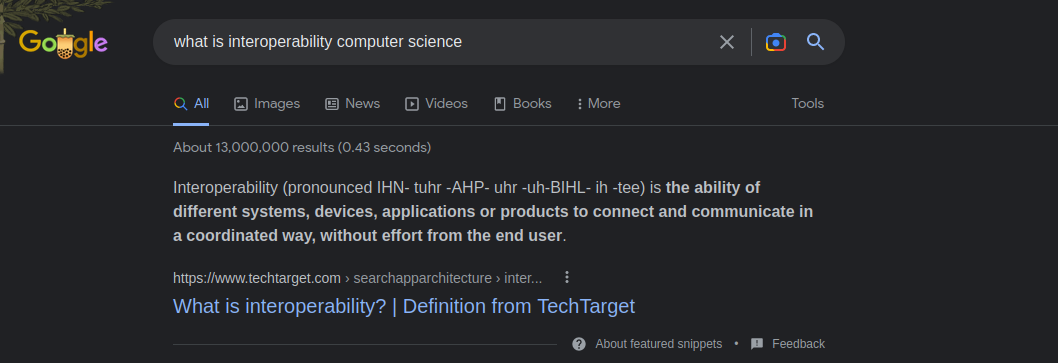 Google
what is interoperability computer science
All Images News Videos Books More Tools
About 13,000,000 results (0.43 seconds)
Interoperability (pronounced IHN- tuhr -AHP- uhr -uh-BIHL- ih -tee) is the ability of
different systems, devices, applications or products to connect and communicate in
a coordinated way, without effort from the end user.
https://www.techtarget.com › searchapparchitecture › inter...
What is interoperability? | Definition from TechTarget
About featured snippets • Feedback